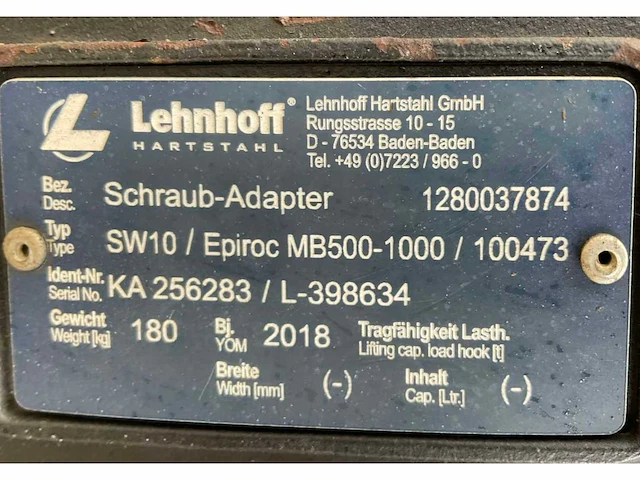 Lehnhoff®
HARTSTAHL
Lehnhoff Hartstahl GmbH
Rungsstrasse 10 - 15
D - 76534 Baden-Baden
Tel. +49 (0)7223 / 966 - 0
Bez. Desc. Schraub-Adapter 1280037874
Typ Type SW10 / Epiroc MB500-1000 / 100473
Ident-Nr. Serial No. KA 256283 / L-398634
Gewicht Weight [kg] 180 Bj. YOM 2018 Tragfähigkeit Lasth. Lifting cap. load hook [t]
Breite Width [mm] (-) Inhalt Cap. [Ltr.] (-)